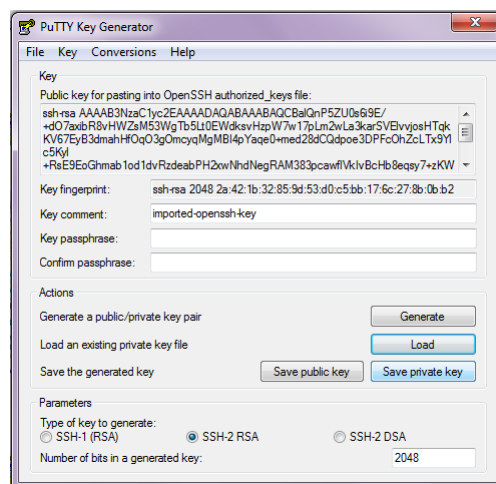 PuTTY Key Generator
File Key Conversions Help
Key
Public key for pasting into OpenSSH authorized_keys file:
ssh-rsa AAAAB3NzaC1yc2EAAAADAQABAAABAQCBalQnP5ZU0s6i9E/
+dO7axibR8vHWZsM53WgTb5Lt0EWdksvHzpW7w17pLm2wLa3karSVElvvjosHTqk
KV67EyB3dmahHfOqO3gOmcyqMgMBI4pYaqe0+med28dCQdpoe3DPFcOhZcLTx9Yl
c5Kyl
+RsE9EoGhmab1od1dvRzdeabPH2xwNhdNegRAM383pcawflVklvBcHb8eqsy7+zKW
Key fingerprint: ssh-rsa 2048 2a:42:1b:32:85:9d:53:d0:c5:bb:17:6c:27:8b:0b:b2
Key comment: imported-openssh-key
Key passphrase:
Confirm passphrase:
Actions
Generate a public/private key pair Generate
Load an existing private key file Load
Save the generated key Save public key Save private key
Parameters
Type of key to generate:
SSH-1 (RSA) SSH-2 RSA SSH-2 DSA
Number of bits in a generated key: 2048